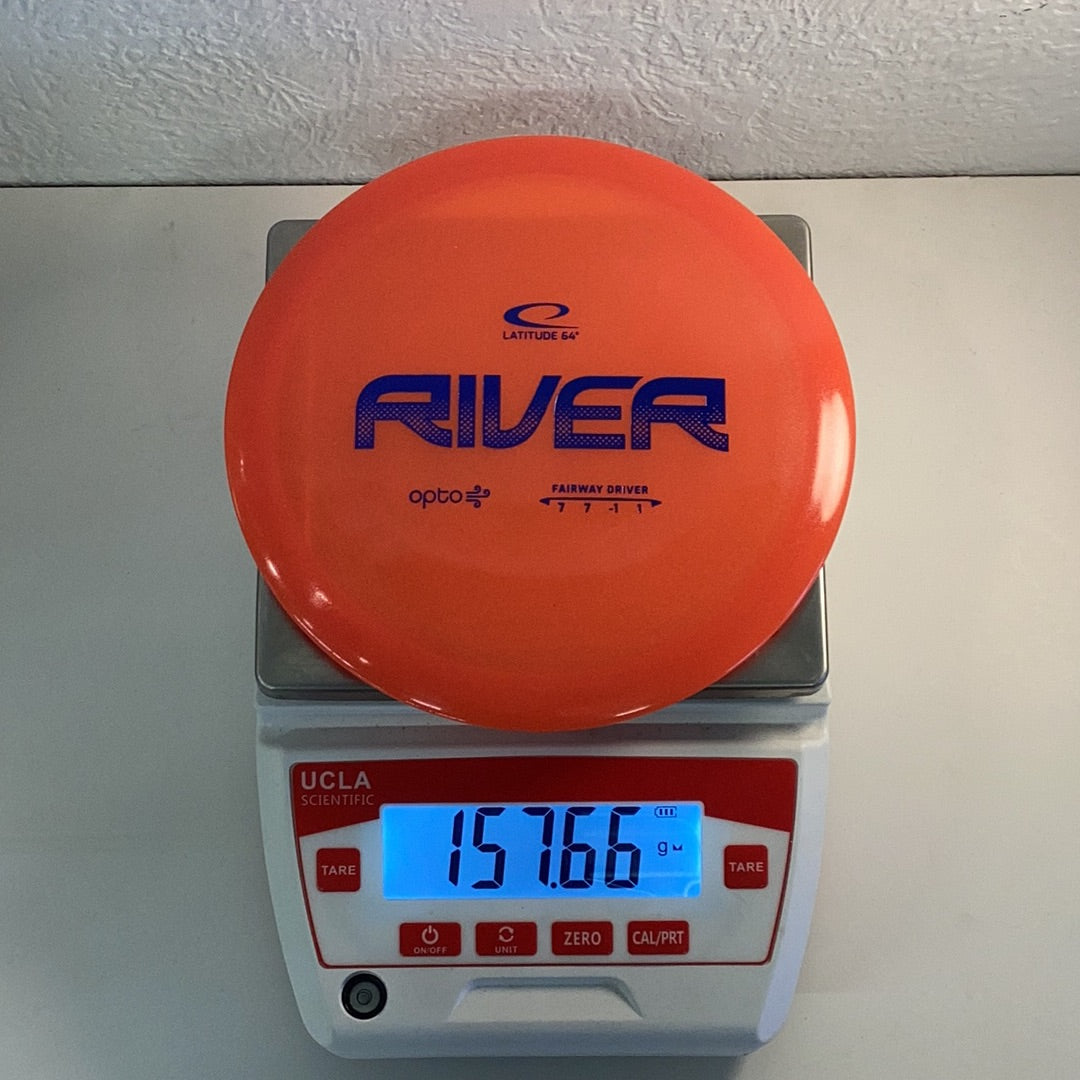 LATITUDE 64°
RIVER
opto
FAIRWAY DRIVER
7 7 -1 1
UCLA
SCIENTIFIC
157.66 g
TARE
TARE
ON/OFF
UNIT
ZERO
CAL/PRT